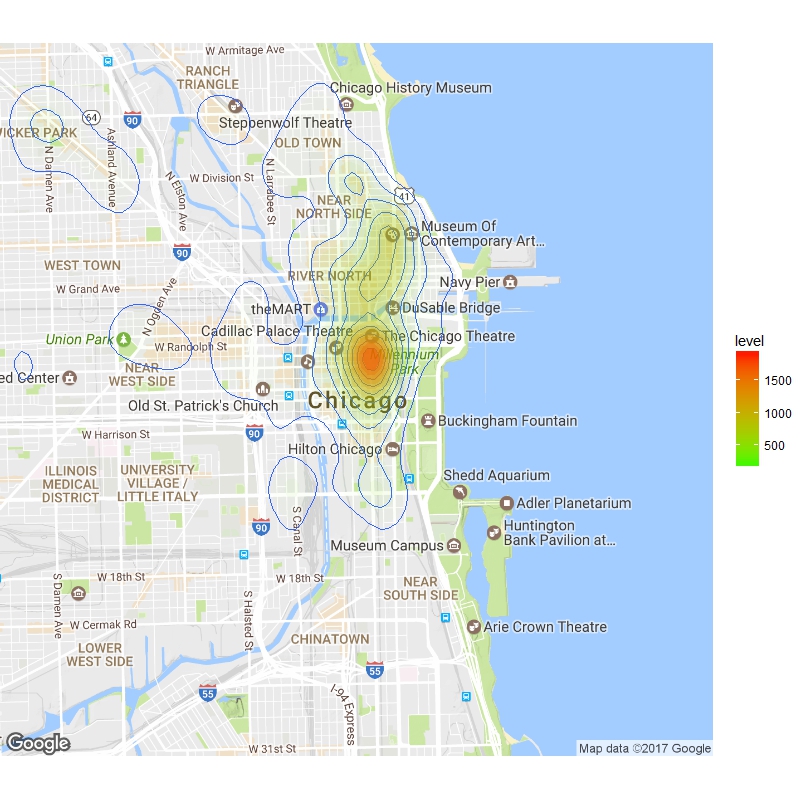 W Armitage Ave
RANCH
TRIANGLE
Chicago History Museum
64
90
Steppenwolf Theatre
WICKER PARK
OLD TOWN
N Damen Ave
Ashland Avenue
N Elston Ave
W Division St
N Larrabee St
41
NEAR
NORTH SIDE
Museum Of
Contemporary Art...
90
WEST TOWN
RIVER NORTH
Navy Pier
W Grand Ave
N Ogden Ave
theMART
DuSable Bridge
Cadillac Palace Theatre
The Chicago Theatre
Union Park
W Randolph St
Millennium
Park
level
1500
1000
500
NEAR
WEST SIDE
ed Center
Old St. Patrick's Church
Chicago
Buckingham Fountain
W Harrison St
90
Hilton Chicago
ILLINOIS
MEDICAL
DISTRICT
UNIVERSITY
VILLAGE /
LITTLE ITALY
Shedd Aquarium
Adler Planetarium
S Canal St
90
Huntington
Bank Pavilion at...
Museum Campus
W 18th St
W 18th St
S Damen Ave
S Halsted St
NEAR
SOUTH SIDE
W Cermak Rd
Arie Crown Theatre
CHINATOWN
LOWER
WEST SIDE
55
55
I-94 Express
Google
W 31st St
Map data ©2017 Google